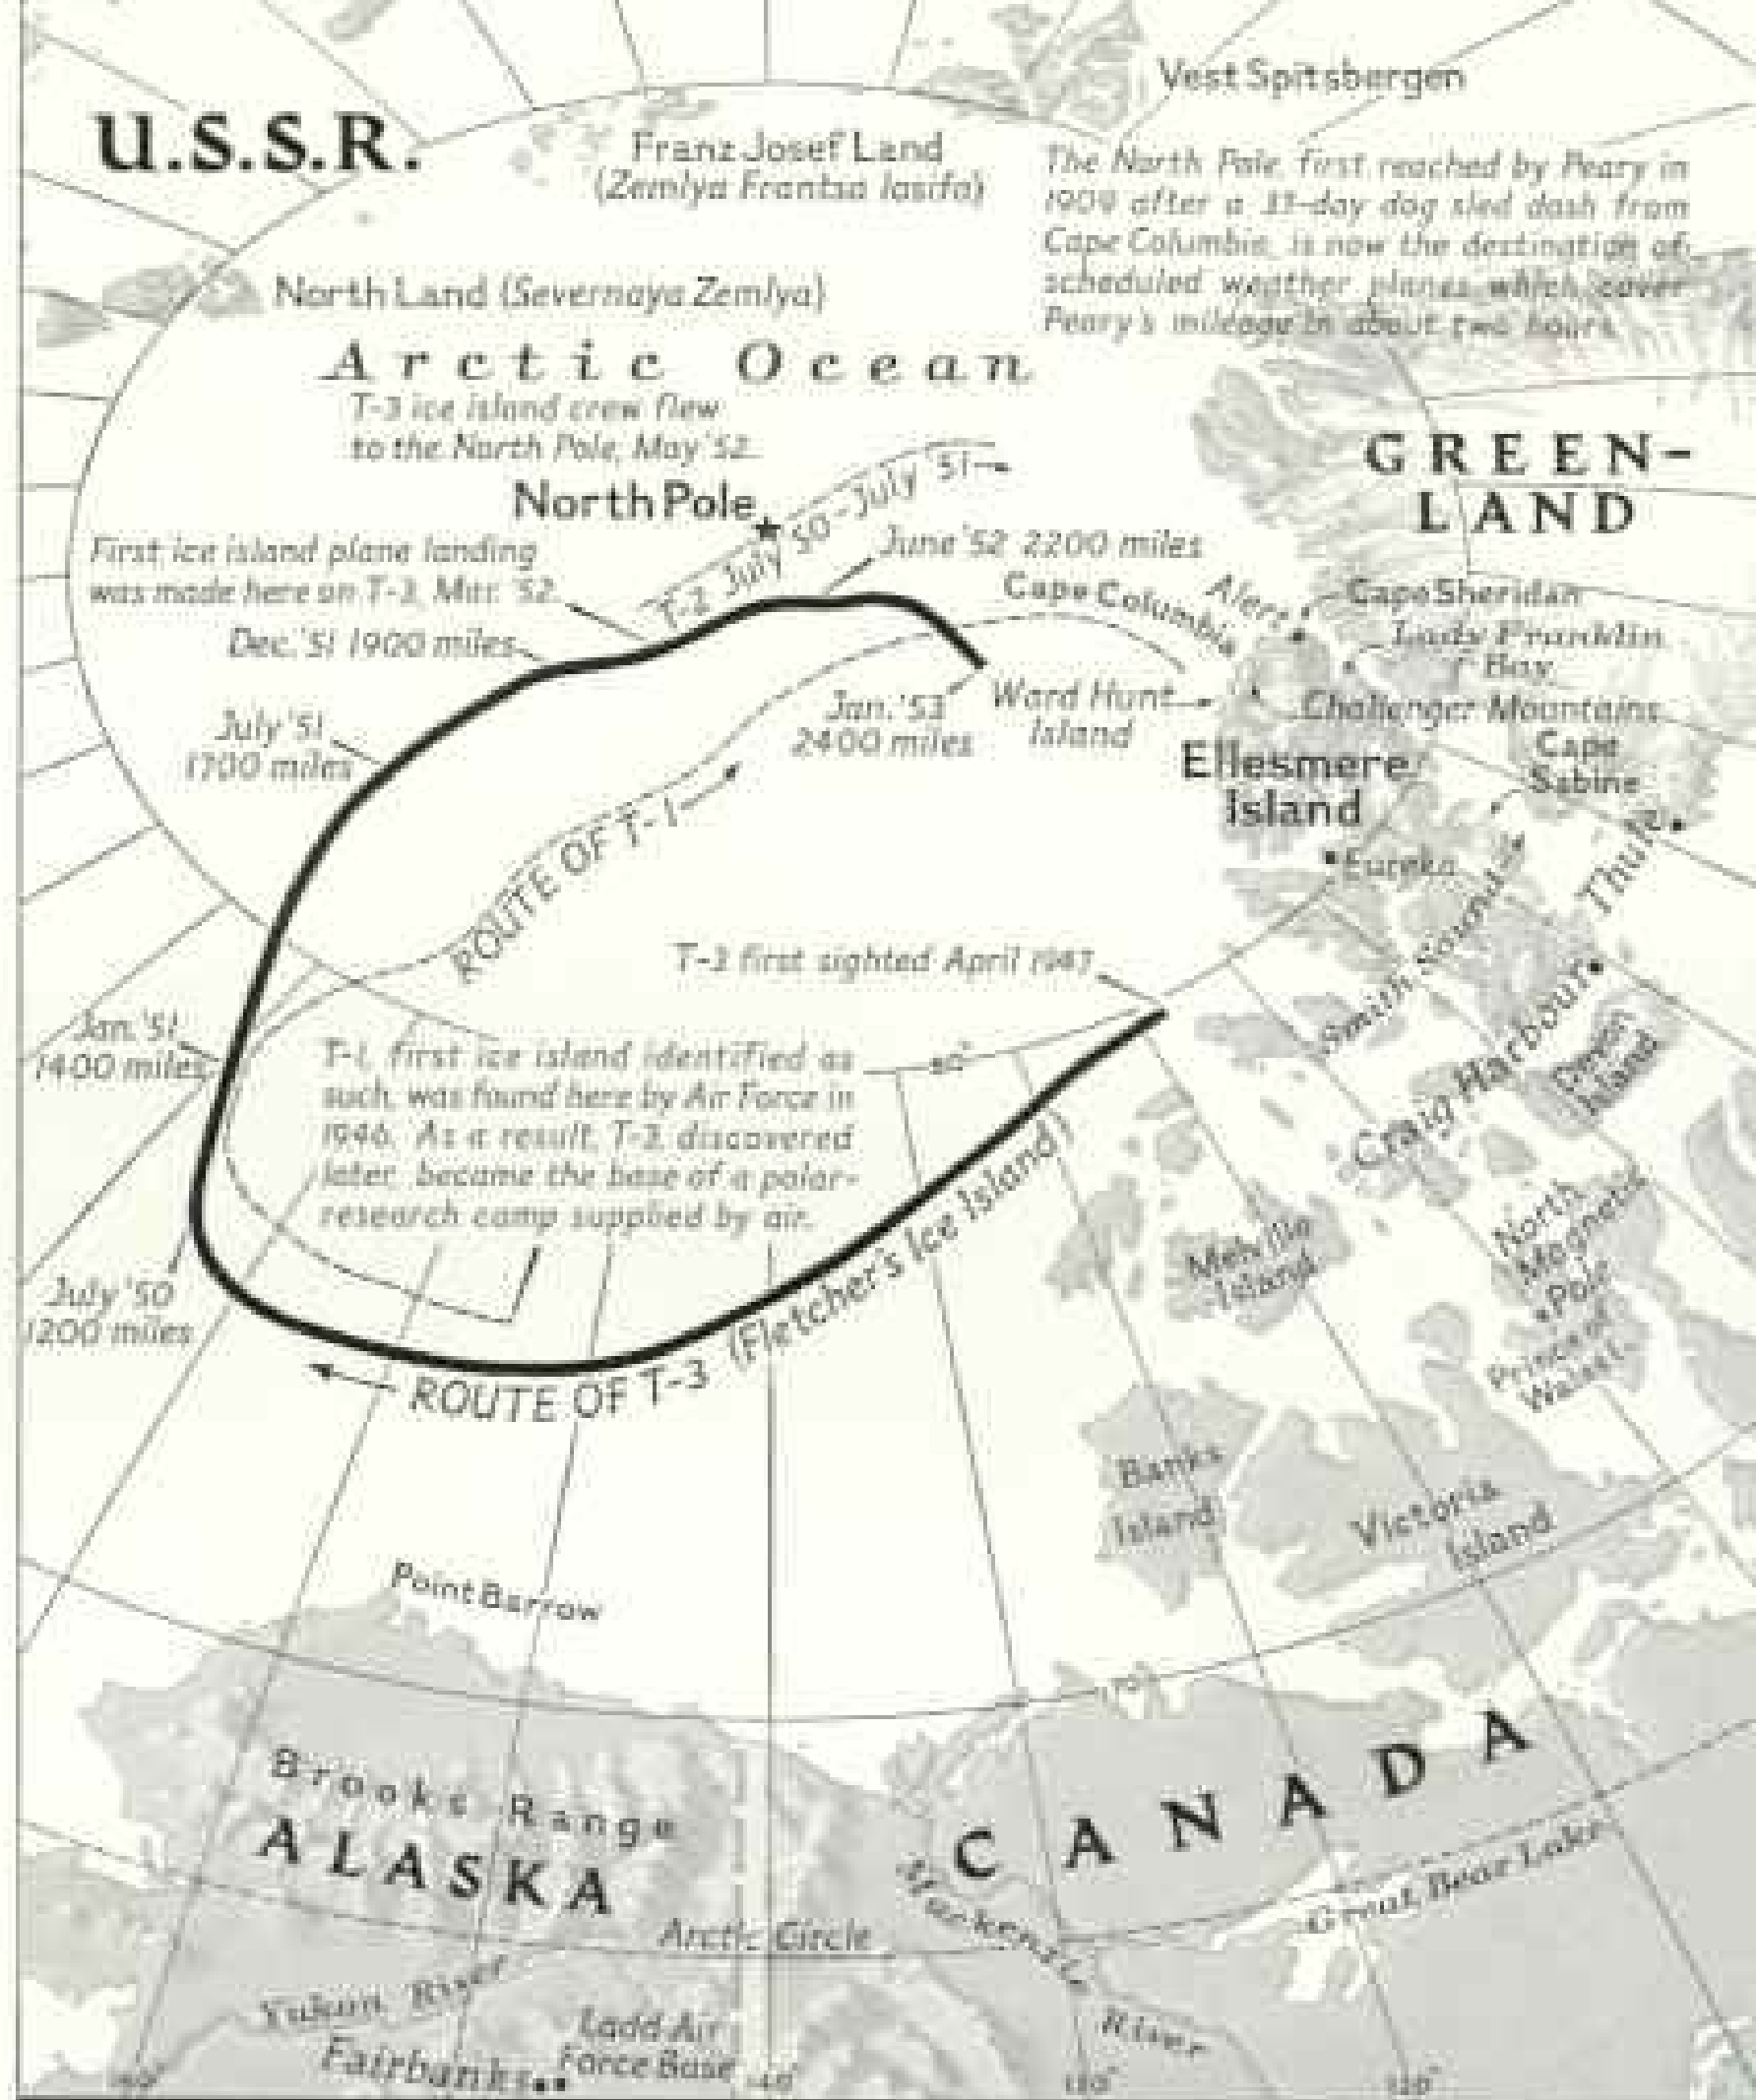 Vest Spitsbergen
U.S.S.R.
Franz Josef Land
(Zemlya Frantsa Iosifa)
The North Pole, first reached by Peary in
1909 after a 33-day dog sled dash from
Cape Columbia, is now the destination of
scheduled weather planes which cover
Peary's mileage in about two hours.
North Land (Severnaya Zemlya)
Arctic Ocean
T-3 ice island crew flew
to the North Pole, May '52
North Pole
GREEN-
LAND
T-2 July '50-July '51
First ice island plane landing
was made here on T-3, Mar. '52
June '52 2200 miles
Cape Columbia
Alert
Cape Sheridan
Lady Franklin
Bay
Dec. '51 1900 miles
Jan. '53
2400 miles
Ward Hunt
Island
Challenger Mountains
July '51
1700 miles
Cape
Sabine
Ellesmere
Island
Thule
Eureka
ROUTE OF T-1
T-3 first sighted April 1947
Smith Sound
Jan. '51
1400 miles
T-1, first ice island identified as
such, was found here by Air Force in
1946. As a result, T-3, discovered
later, became the base of a polar-
research camp supplied by air.
80°
Craig Harbour
Devon
Island
July '50
1200 miles
Melville
Island
North
Magnetic
Pole
Prince of
Wales I.
ROUTE OF T-3 (Fletcher's Ice Island)
Banks
Island
Victoria
Island
Point Barrow
70°
Brooks Range
ALASKA
CANADA
Great Bear Lake
Arctic Circle
Mackenzie
River
Yukon River
Ladd Air
Force Base
Fairbanks
140°
130°
120°